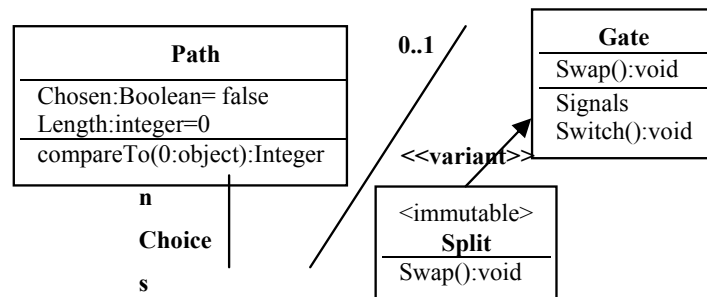 Path
Chosen:Boolean= false
Length:integer=0
compareTo(0:object):Integer
0..1
Gate
Swap():void
Signals
Switch():void
<<variant>>
n
Choice
s
<immutable>
Split
Swap():void